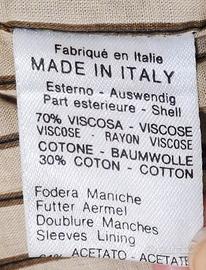 Fabriqué en Italie
MADE IN ITALY
Esterno - Auswendig
Part esterieure - Shell
70% VISCOSA - VISCOSE
VISCOSE - RAYON VISCOSE
COTONE - BAUMWOLLE
30% COTON - COTTON
Fodera Maniche
Futter Aermel
Doublure Manches
Sleeves Lining
ACETATO - ACETATE